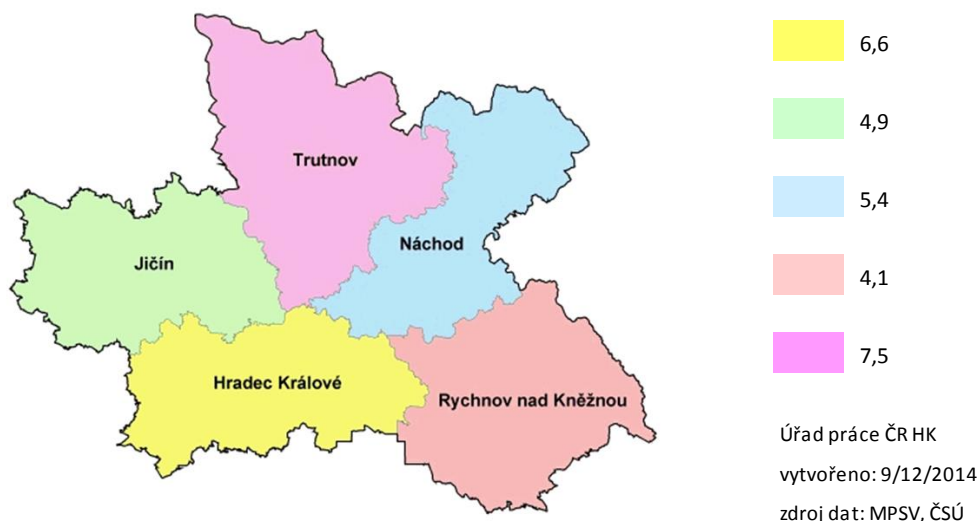 Trutnov
Náchod
Jičín
Hradec Králové
Rychnov nad Kněžnou
6,6
4,9
5,4
4,1
7,5
Úřad práce ČR HK
vytvořeno: 9/12/2014
zdroj dat: MPSV, ČSÚ